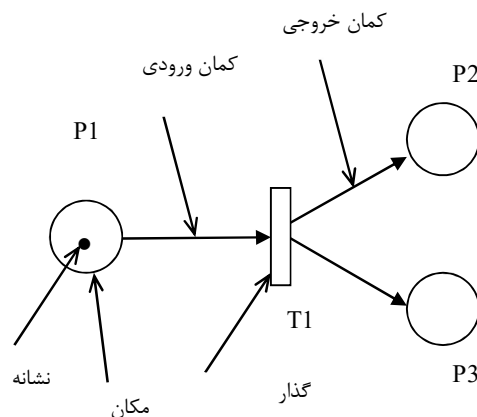 کمان خروجی
P2
کمان ورودی
P1
T1
P3
نشانه
گذار
مکان